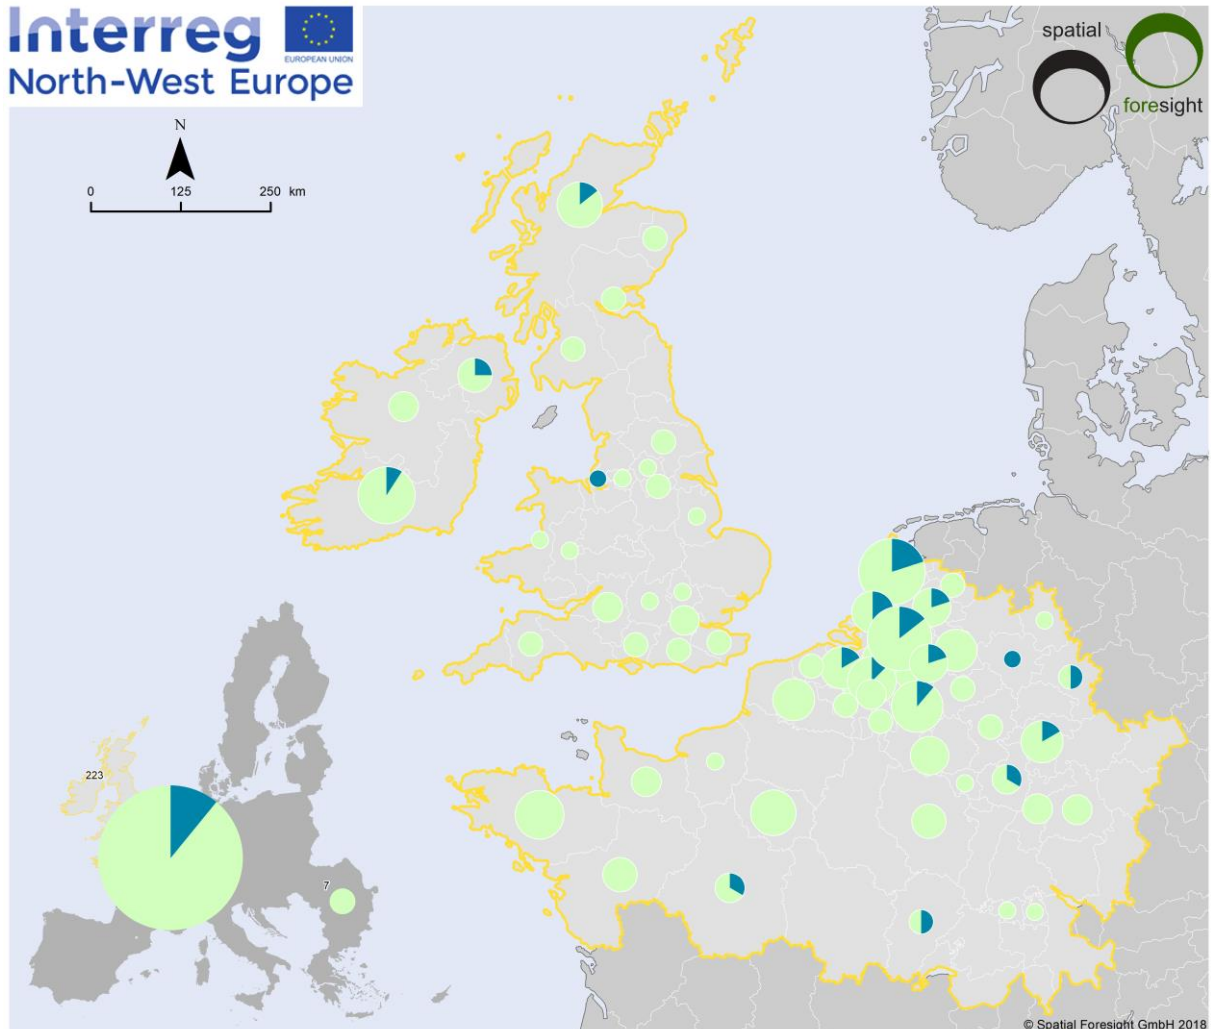 Interreg
EUROPEAN UNION
North-West Europe
spatial
foresight
N
0 125 250 km
223
7
© Spatial Foresight GmbH 2018